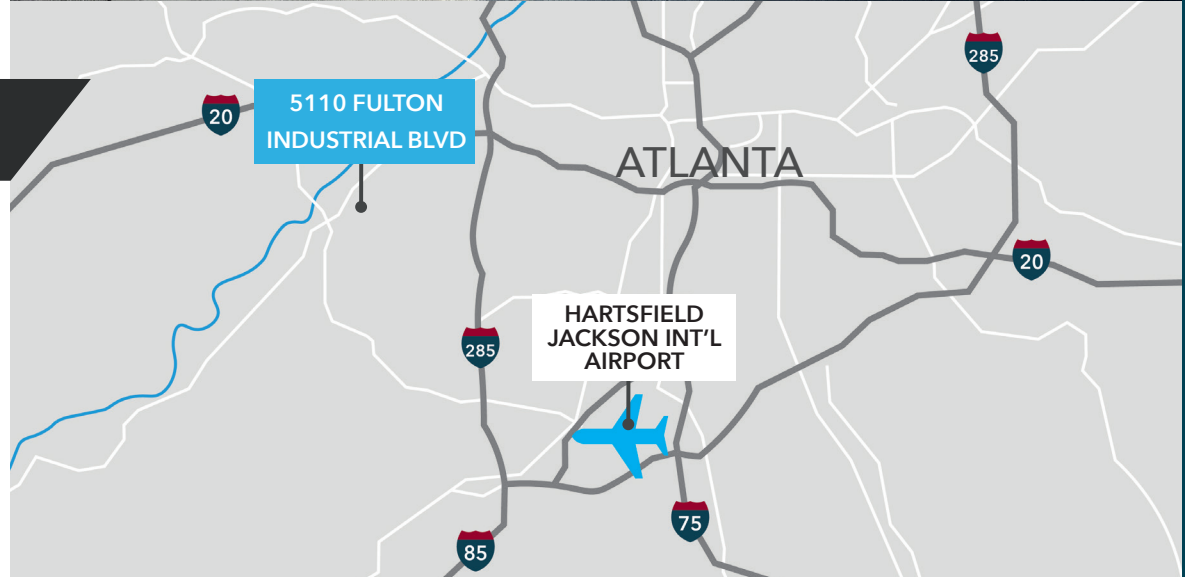 285
20
5110 FULTON
INDUSTRIAL BLVD
ATLANTA
20
HARTSFIELD
JACKSON INT'L
AIRPORT
285
75
85